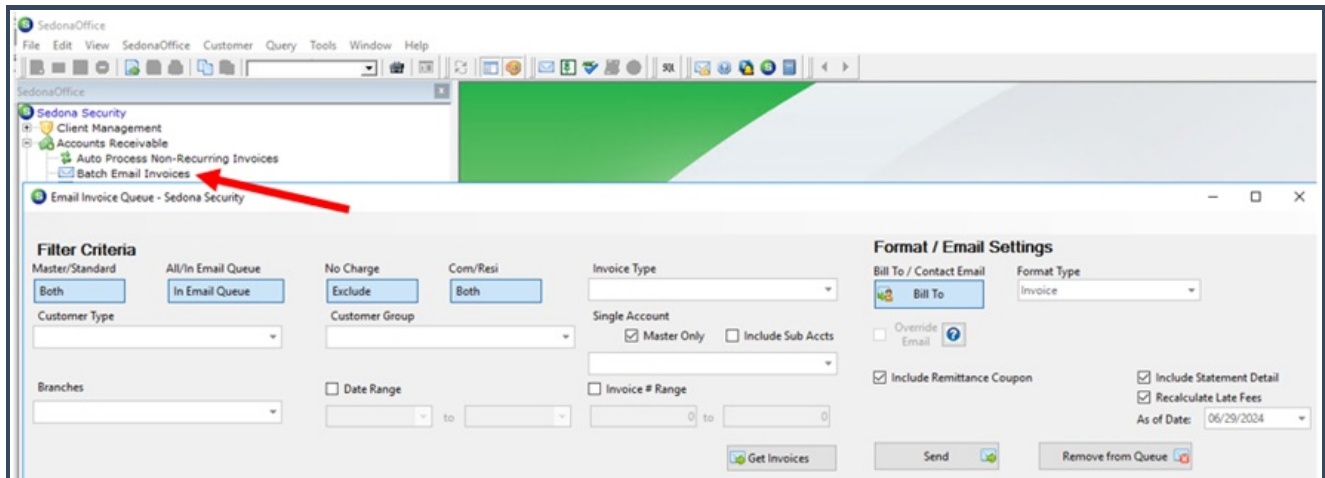 SedonaOffice
File Edit View SedonaOffice Customer Query Tools Window Help
SQL
SedonaOffice
Sedona Security
Client Management
Accounts Receivable
Auto Process Non-Recurring Invoices
Batch Email Invoices
Email Invoice Queue - Sedona Security
Filter Criteria
Master/Standard All/In Email Queue No Charge Com/Resi Invoice Type
Both In Email Queue Exclude Both
Customer Type Customer Group Single Account
Master Only Include Sub Accts
Branches Date Range Invoice # Range
to 0 to 0
Get Invoices
Format / Email Settings
Bill To / Contact Email Format Type
Bill To Invoice
Override
Email
Include Remittance Coupon Include Statement Detail
Recalculate Late Fees
As of Date: 06/29/2024
Send Remove from Queue